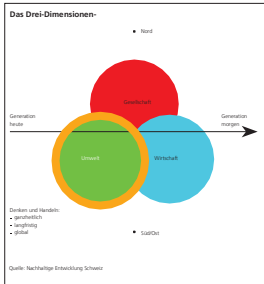 Das Drei-Dimensionen-
Nord
Gesellschaft
Generation
heute
Generation
morgen
Umwelt
Wirtschaft
Denken und Handeln:
• ganzheitlich
• langfristig
• global
Süd/Ost
Quelle: Nachhaltige Entwicklung Schweiz